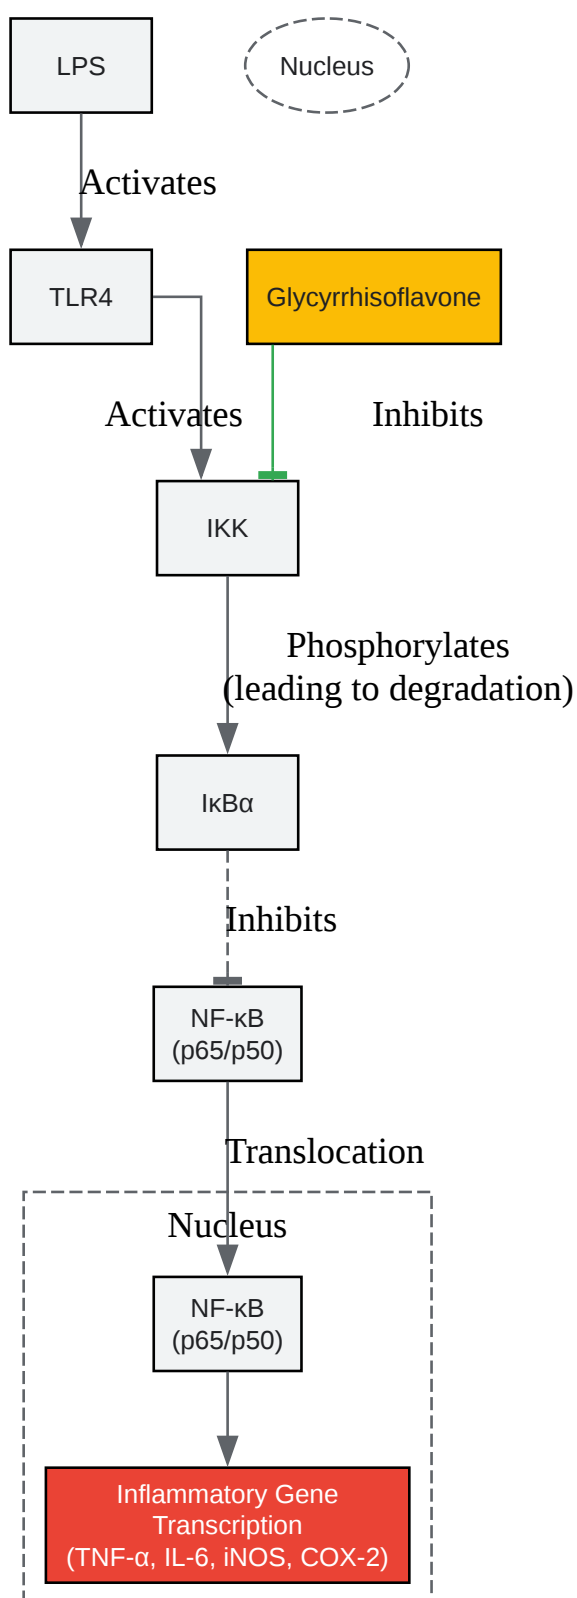 LPS
Nucleus
Activates
TLR4
Glycyrrhisoflavone
Activates
Inhibits
IKK
Phosphorylates
(leading to degradation)
IκBα
Inhibits
NF-κB
(p65/p50)
Translocation
Nucleus
NF-κB
(p65/p50)
Inflammatory Gene
Transcription
(TNF-α, IL-6, iNOS, COX-2)